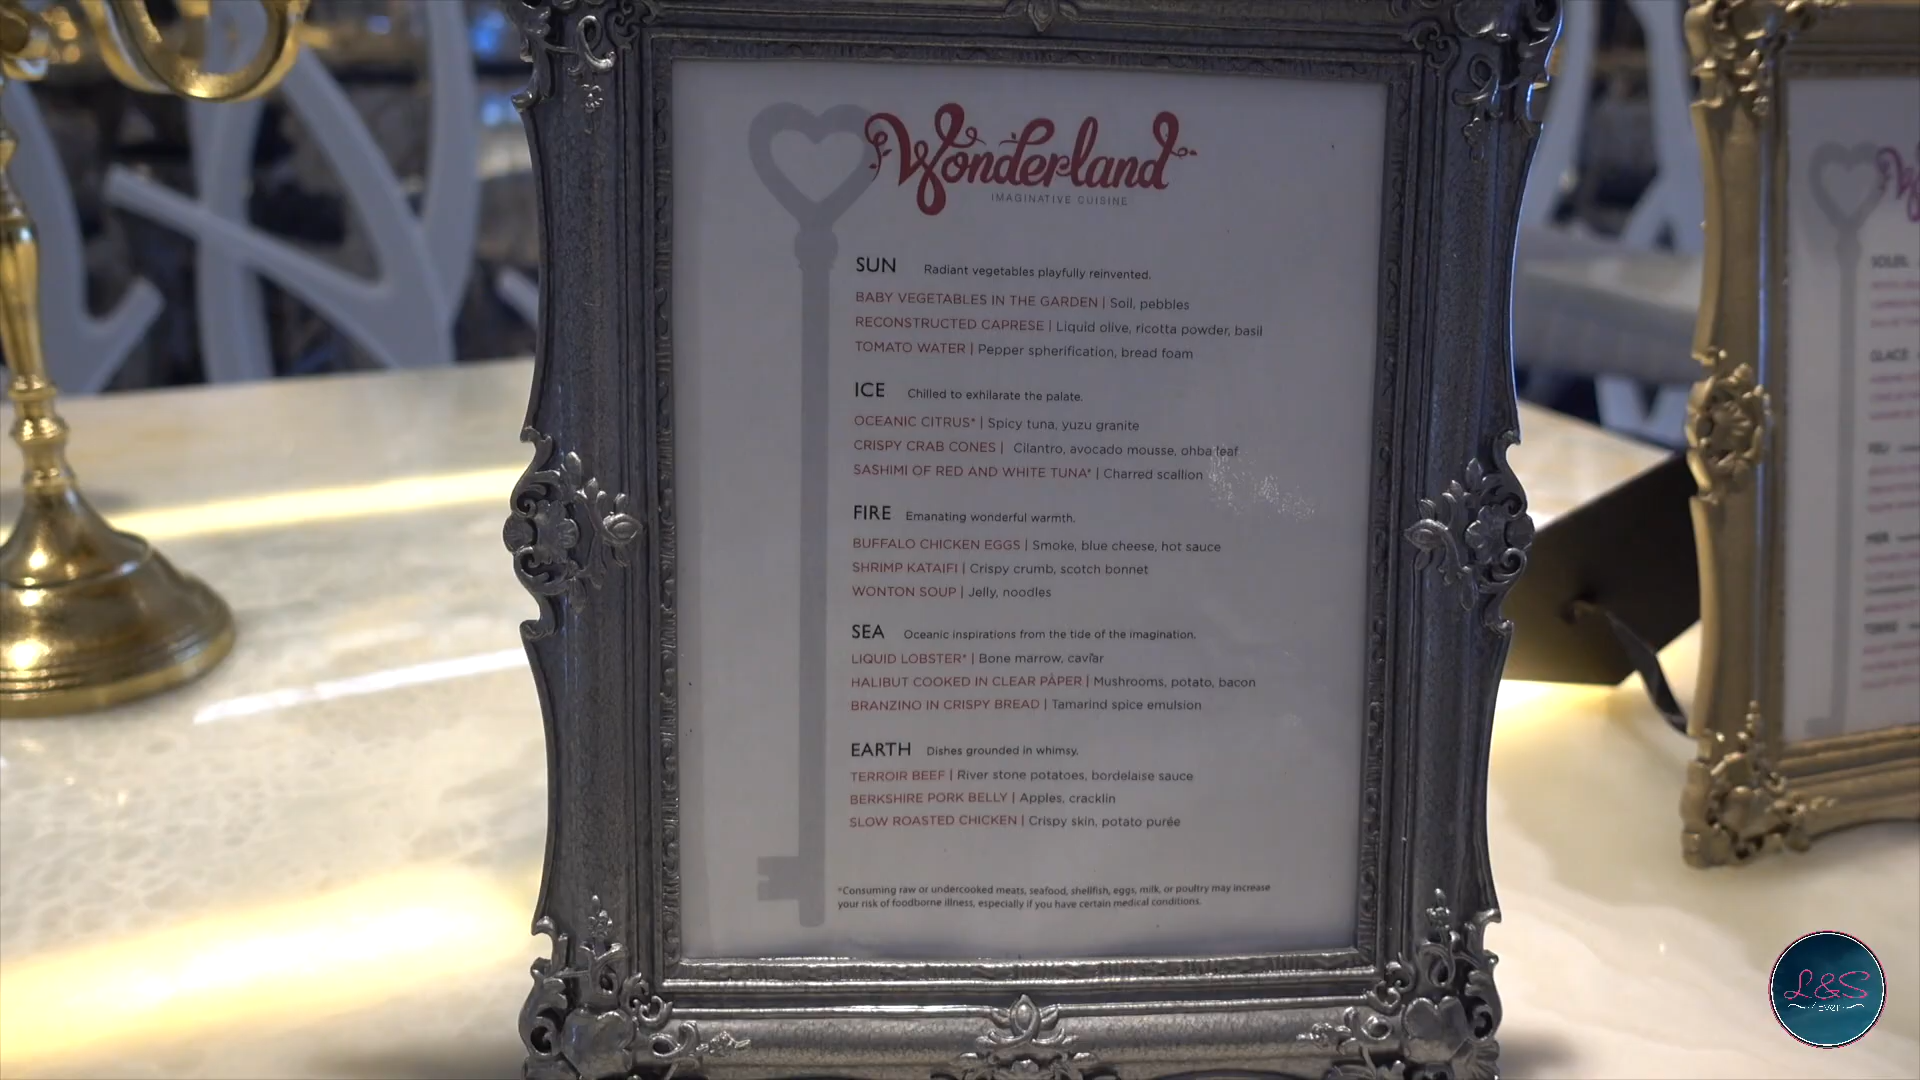 Wonderland
IMAGINATIVE CUISINE
SUN Radiant vegetables playfully reinvented.
BABY VEGETABLES IN THE GARDEN | Soil, pebbles
RECONSTRUCTED CAPRESE | Liquid olive, ricotta powder, basil
TOMATO WATER | Pepper spherification, bread foam
ICE Chilled to exhilarate the palate.
OCEANIC CITRUS* | Spicy tuna, yuzu granite
CRISPY CRAB CONES | Cilantro, avocado mousse, ohba leaf
SASHIMI OF RED AND WHITE TUNA* | Charred scallion
FIRE Emanating wonderful warmth.
BUFFALO CHICKEN EGGS | Smoke, blue cheese, hot sauce
SHRIMP KATAIFI | Crispy crumb, scotch bonnet
WONTON SOUP | Jelly, noodles
SEA Oceanic inspirations from the tide of the imagination.
LIQUID LOBSTER* | Bone marrow, caviar
HALIBUT COOKED IN CLEAR PAPER | Mushrooms, potato, bacon
BRANZINO IN CRISPY BREAD | Tamarind spice emulsion
EARTH Dishes grounded in whimsy.
TERROIR BEEF | River stone potatoes, bordelaise sauce
BERKSHIRE PORK BELLY | Apples, cracklin
SLOW ROASTED CHICKEN | Crispy skin, potato purée
*Consuming raw or undercooked meats, seafood, shellfish, eggs, milk, or poultry may increase
your risk of foodborne illness, especially if you have certain medical conditions.
SOLEIL
GLACE
FEU
MER
TERRE
L&S
4Ever